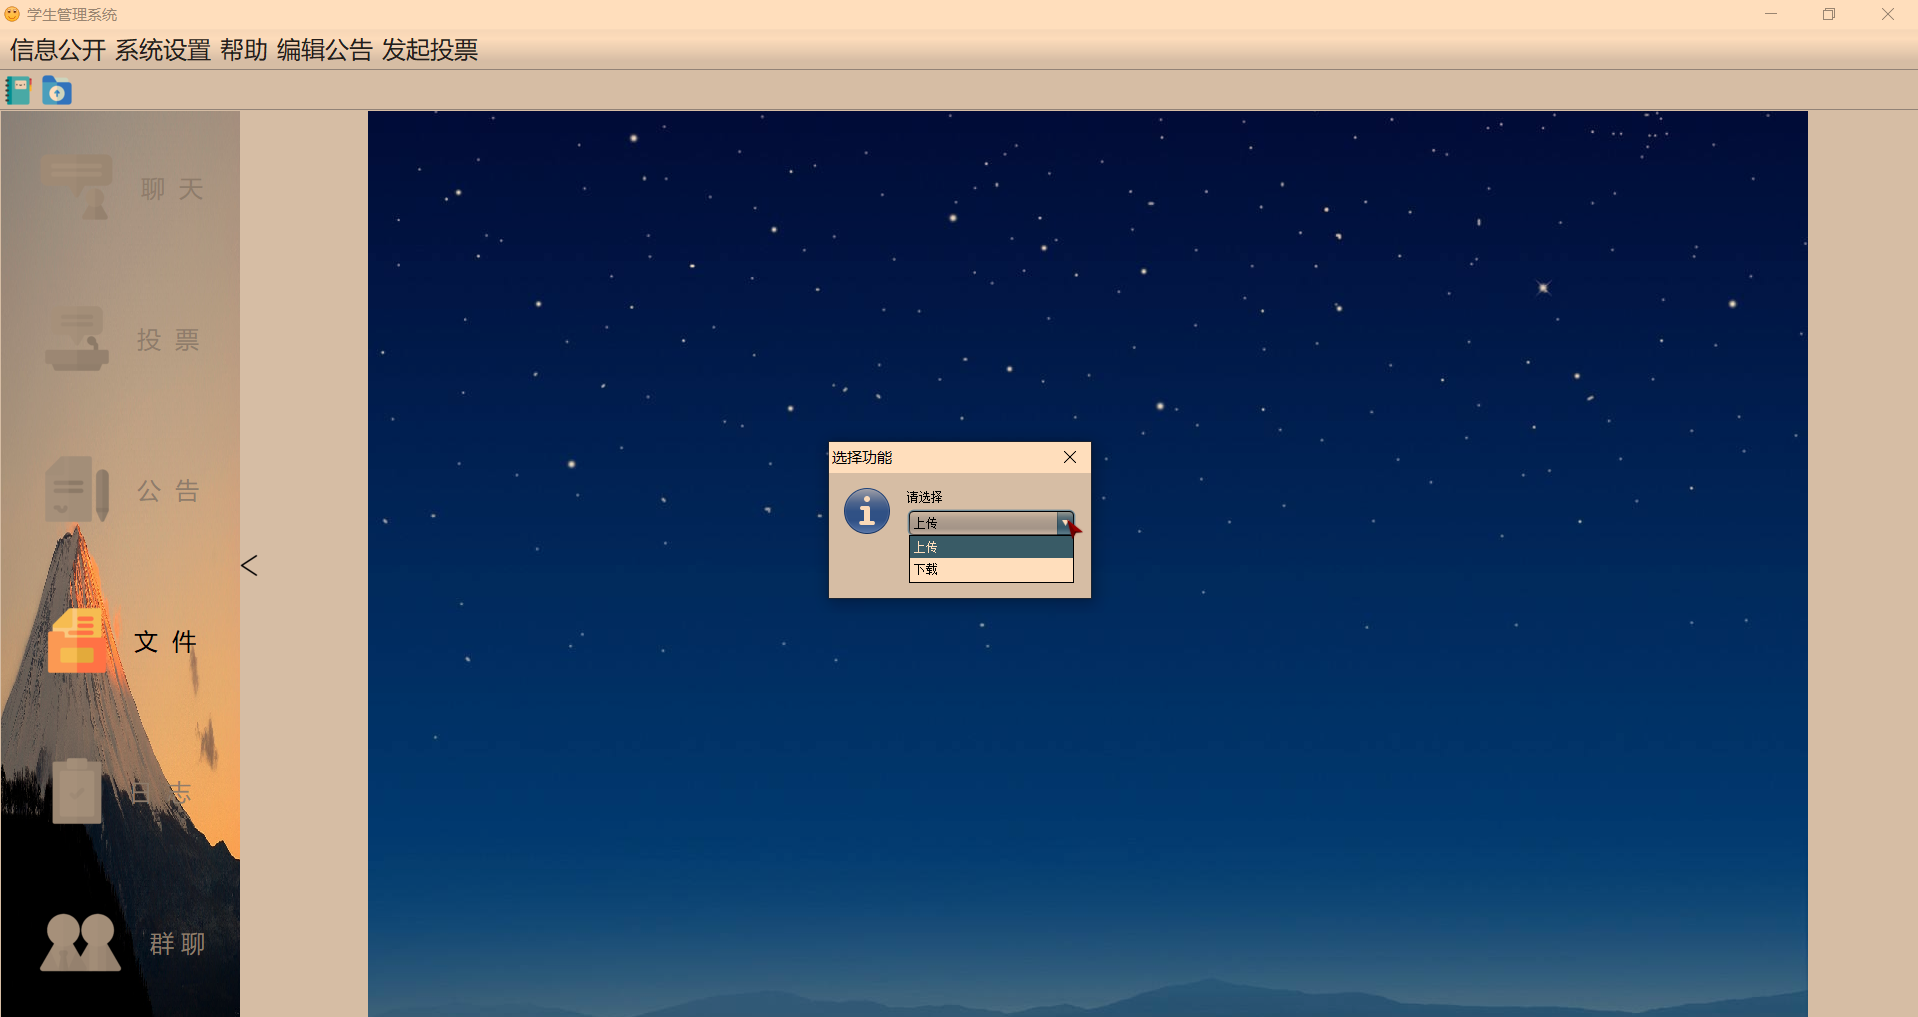 学生管理系统
信息公开 系统设置 帮助 编辑公告 发起投票
聊 天
投 票
公 告
<
文 件
日 志
群 聊
选择功能
请选择
上传
上传
下载